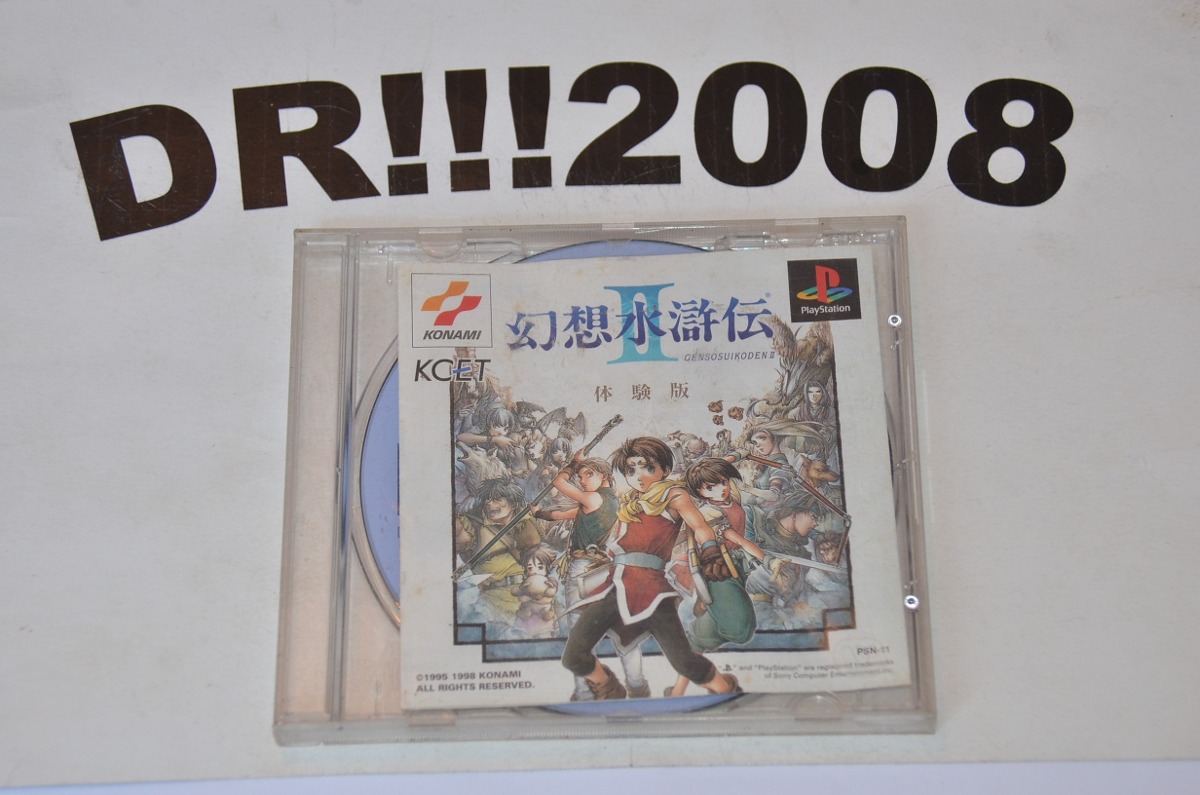 DR!!!2008
KONAMI
KCET
幻想水滸伝
II
GENSOSUIKODEN II
体験版
PlayStation
©1995 1998 KONAMI
ALL RIGHTS RESERVED.
PSN-11
" " and "PlayStation" are registered trademarks
of Sony Computer Entertainment Inc.